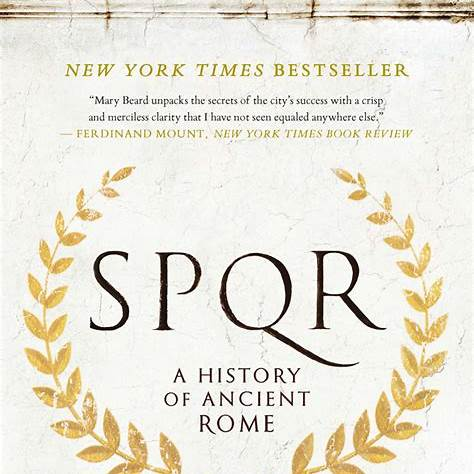 NEW YORK TIMES BESTSELLER
“Mary Beard unpacks the secrets of the city’s success with a crisp
and merciless clarity that I have not seen equaled anywhere else.”
— FERDINAND MOUNT, NEW YORK TIMES BOOK REVIEW
SPQR
A HISTORY
OF ANCIENT
ROME